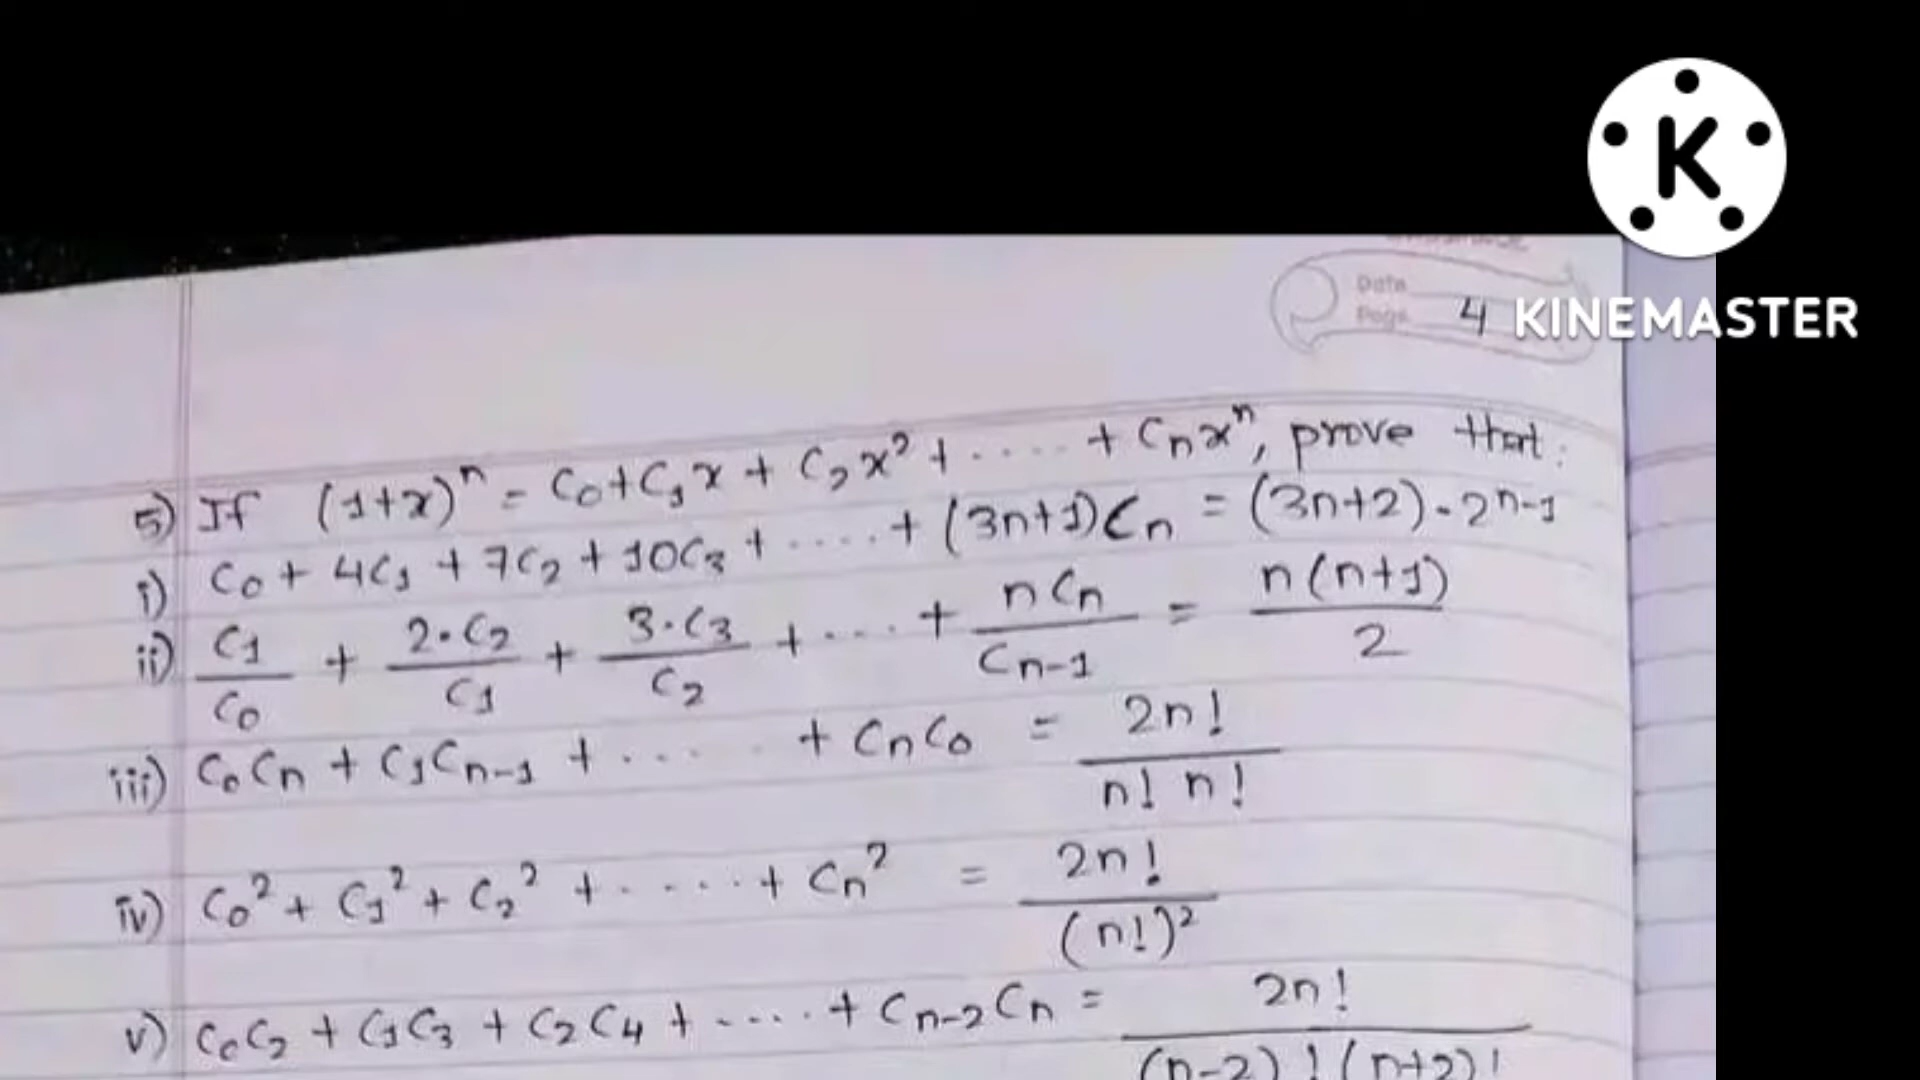 K
KINEMASTER
Date
Page 4
5) If (1+x)ⁿ = C₀+C₁x + C₂x² + ..... + Cₙxⁿ, prove that:
i) C₀ + 4C₁ + 7C₂ + 10C₃ + ..... + (3n+1)Cₙ = (3n+2)·2ⁿ⁻¹
ii) C₁/C₀ + 2·C₂/C₁ + 3·C₃/C₂ + .... + nCₙ/Cₙ₋₁ = n(n+1)/2
iii) C₀Cₙ + C₁Cₙ₋₁ + ..... + CₙC₀ = 2n!/n! n!
iv) C₀² + C₁² + C₂² + ..... + Cₙ² = 2n!/(n!)²
v) C₀C₂ + C₁C₃ + C₂C₄ + ..... + Cₙ₋₂Cₙ = 2n!/(n-2)!(n+2)!